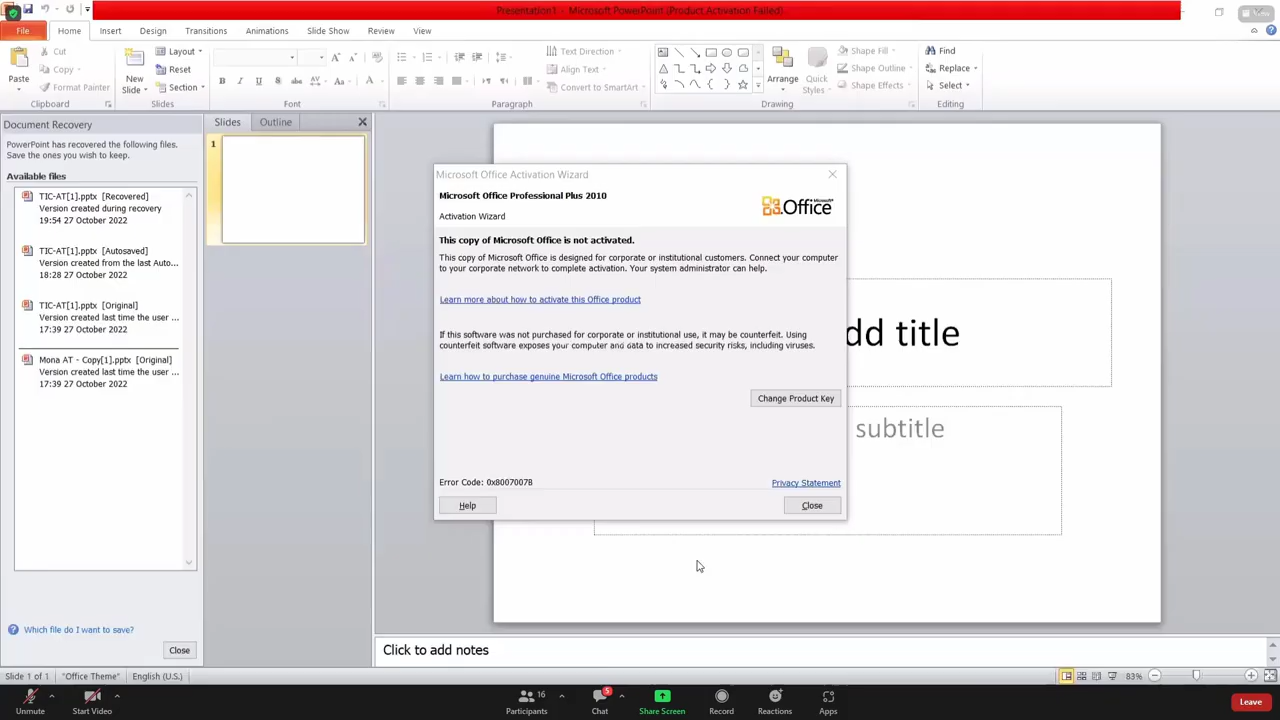 Presentation1 - Microsoft PowerPoint (Product Activation Failed)
File Home Insert Design Transitions Animations Slide Show Review View
Paste
Cut
Copy
Format Painter
Clipboard
New
Slide
Layout
Reset
Section
Slides
Font
Paragraph
Text Direction
Align Text
Convert to SmartArt
Arrange
Quick
Styles
Shape Fill
Shape Outline
Shape Effects
Drawing
Find
Replace
Select
Editing
Document Recovery
PowerPoint has recovered the following files.
Save the ones you wish to keep.
Available files
TIC-AT[1].pptx [Recovered]
Version created during recovery
19:54 27 October 2022
TIC-AT[1].pptx [Autosaved]
Version created from the last Auto...
18:28 27 October 2022
TIC-AT[1].pptx [Original]
Version created last time the user ...
17:39 27 October 2022
Mona AT - Copy[1].pptx [Original]
Version created last time the user ...
17:39 27 October 2022
Which file do I want to save?
Close
Slides Outline
1
Microsoft Office Activation Wizard
Microsoft Office Professional Plus 2010
Activation Wizard
Microsoft
Office
This copy of Microsoft Office is not activated.
This copy of Microsoft Office is designed for corporate or institutional customers. Connect your computer
to your corporate network to complete activation. Your system administrator can help.
Learn more about how to activate this Office product
If this software was not purchased for corporate or institutional use, it may be counterfeit. Using
counterfeit software exposes your computer and data to increased security risks, including viruses.
Learn how to purchase genuine Microsoft Office products
Change Product Key
Error Code: 0x8007007B
Privacy Statement
Help
Close
dd title
subtitle
Click to add notes
Slide 1 of 1 "Office Theme" English (U.S.)
83%
Unmute
Start Video
16
Participants
5
Chat
Share Screen
Record
Reactions
Apps
Leave